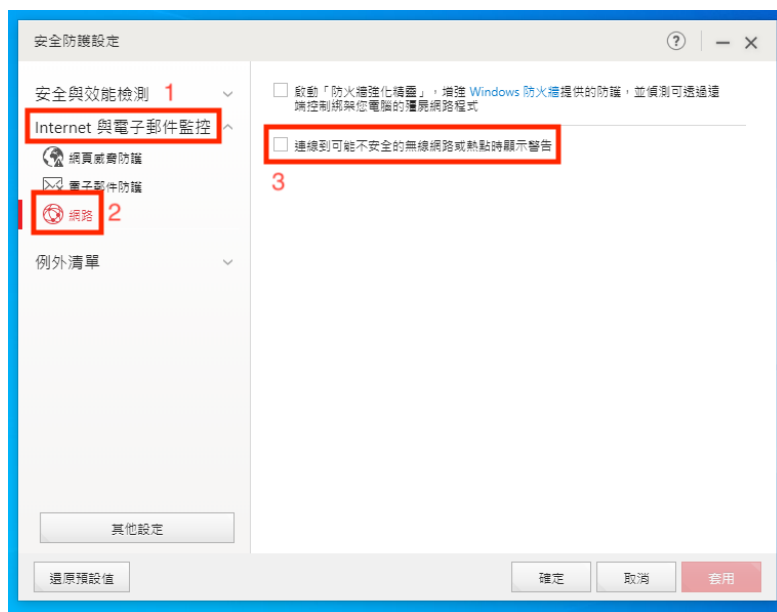 安全防護設定
安全與效能檢測 1
Internet 與電子郵件監控
網頁威脅防護
電子郵件防護
網路 2
例外清單
其他設定
啟動「防火牆強化精靈」，增強 Windows 防火牆提供的防護，並偵測可透過遠
端控制綁架您電腦的殭屍網路程式
連線到可能不安全的無線網路或熱點時顯示警告
3
還原預設值
確定
取消
套用